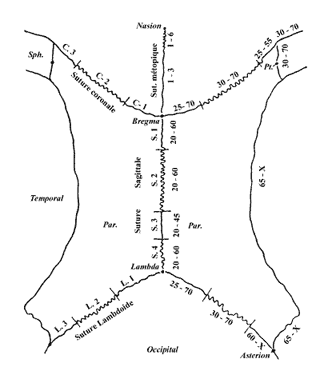 Nasion
1 - 6
Sut. métopique
1 - 3
Sph.
C. 3
C. 2
C. 1
Suture coronale
25 - 55
30 - 70
Pt.
30 - 70
30 - 70
25- 70
Bregma
S. 1
20 - 60
Sagittale
S. 2
20 - 60
65 - X
Temporal
Par.
Suture
S. 3
20 - 45
Par.
S. 4
20 - 60
Lambda
L. 1
L. 2
L. 3
Suture Lambdoïde
25 - 70
30 - 70
60 - X
65 - X
Asterion
Occipital